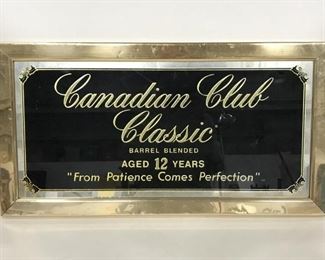 Canadian Club
Classic
BARREL BLENDED
AGED 12 YEARS
"From Patience Comes Perfection"